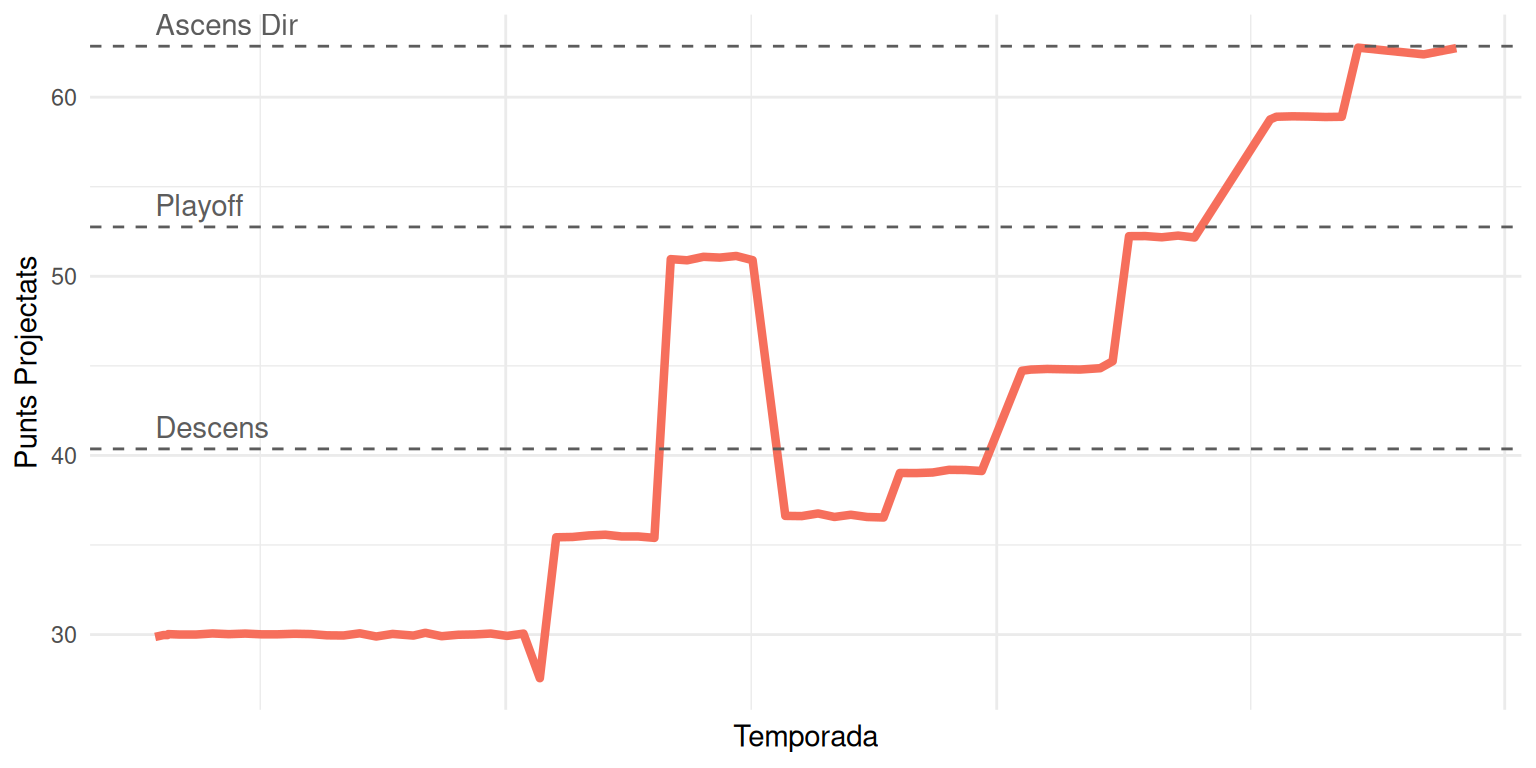 Ascens Dir
60
Playoff
50
Descens
40
30
Punts Projectats
Temporada